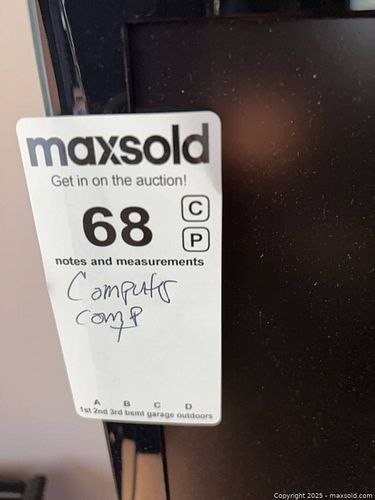 maxsold
Get in on the auction!
68
C
P
notes and measurements
Computer
comp
A B C D
1st 2nd 3rd bsmt garage outdoors
Copyright © 2025 - maxsold.com